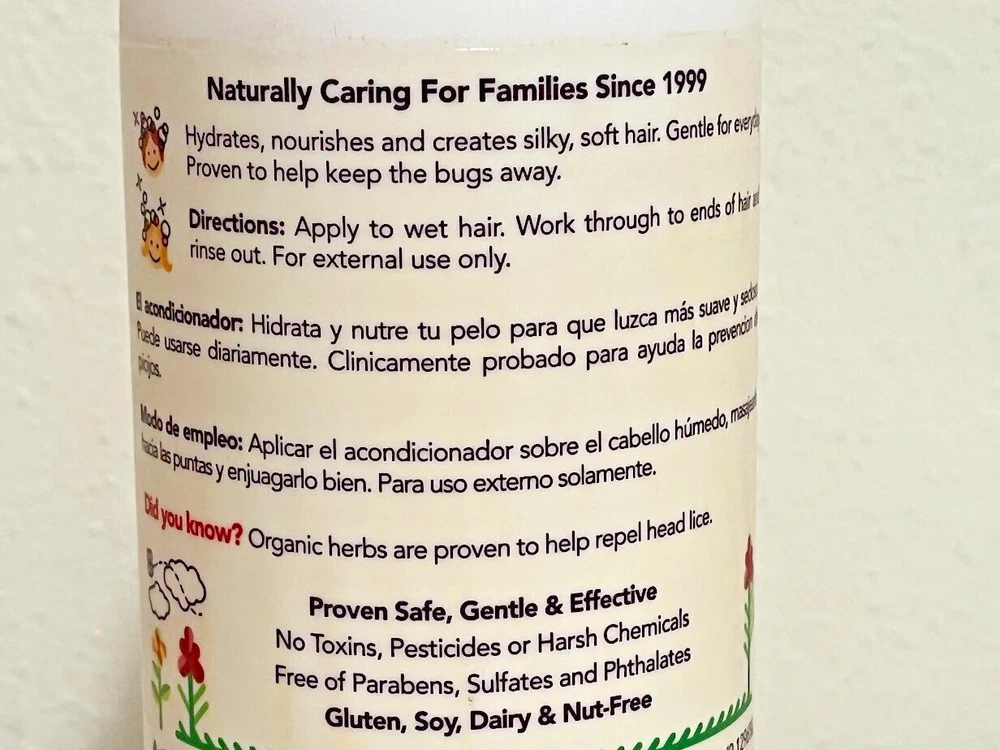 Naturally Caring For Families Since 1999
Hydrates, nourishes and creates silky, soft hair. Gentle for everyday
Proven to help keep the bugs away.
Directions: Apply to wet hair. Work through to ends of hair and
rinse out. For external use only.
El acondicionador: Hidrata y nutre tu pelo para que luzca más suave y
Puede usarse diariamente. Clinicamente probado para ayuda la prevencion
piojos.
Modo de empleo: Aplicar el acondicionador sobre el cabello húmedo,
hacia las puntas y enjuagarlo bien. Para uso externo solamente.
Did you know? Organic herbs are proven to help repel head lice.
Proven Safe, Gentle & Effective
No Toxins, Pesticides or Harsh Chemicals
Free of Parabens, Sulfates and Phthalates
Gluten, Soy, Dairy & Nut-Free